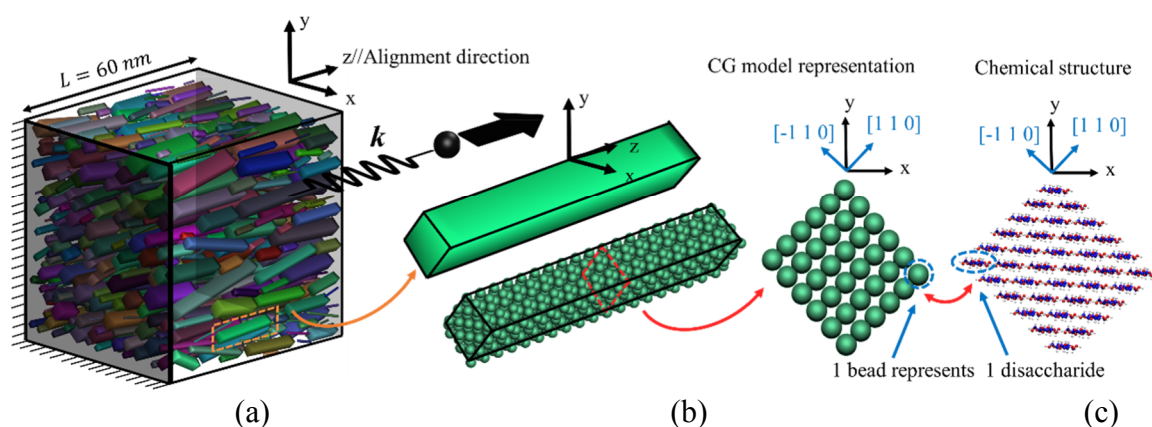 L = 60 nm
y
z//Alignment direction
x
k
y
z
x
CG model representation
Chemical structure
y
y
[-1 1 0]
[1 1 0]
[-1 1 0]
[1 1 0]
x
x
1 bead represents
1 disaccharide
(a)
(b)
(c)